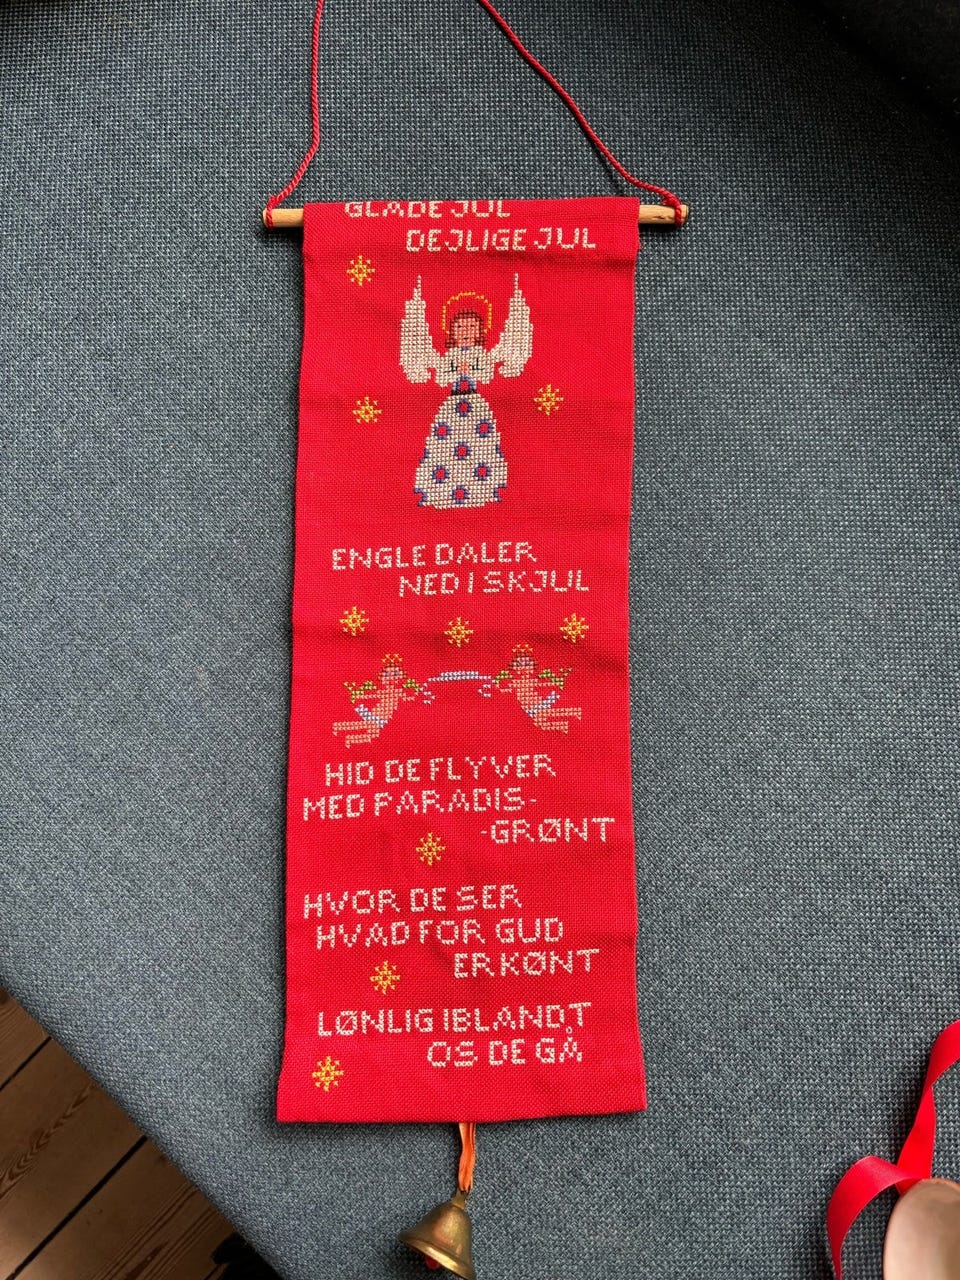 GLADE JUL
DEJLIGE JUL
ENGLE DALER
NED I SKJUL
HID DE FLYVER
MED PARADIS-
-GRØNT
HVOR DE SER
HVAD FOR GUD
ER KØNT
LØNLIG IBLANDT
OS DE GÅ